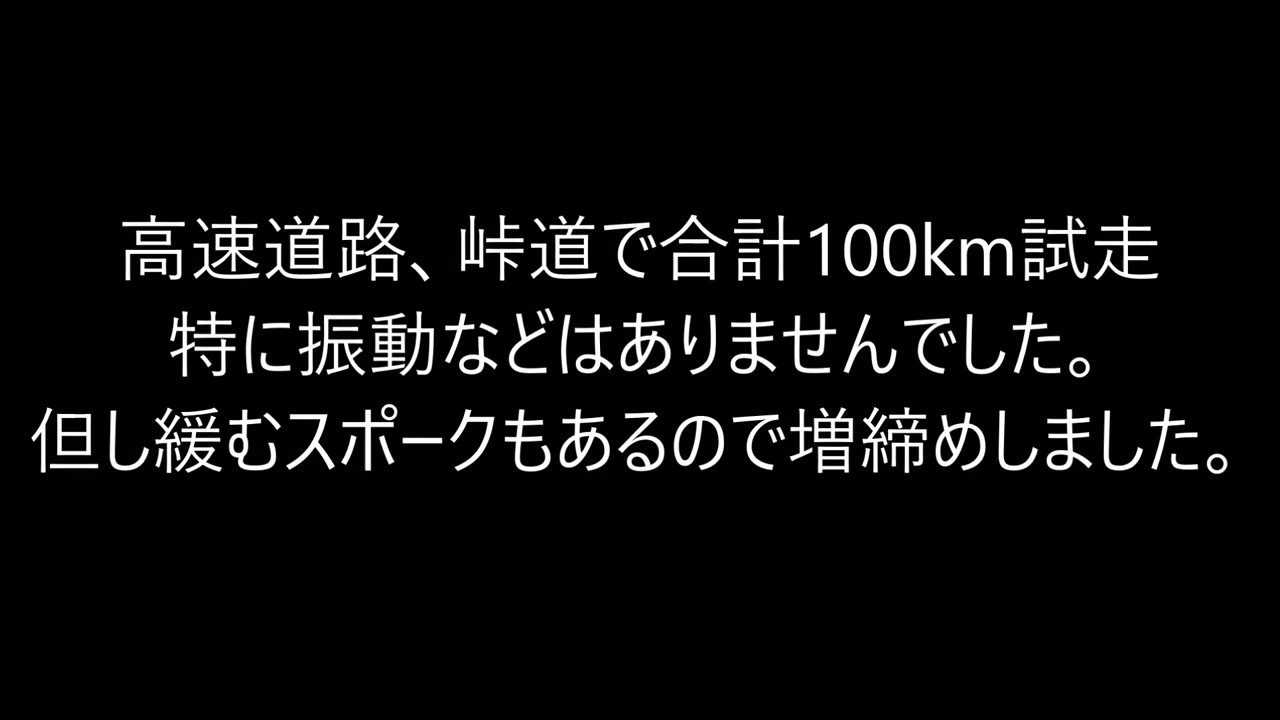 高速道路、峠道で合計100km試走
特に振動などはありませんでした。
但し緩むスポークもあるので増締めしました。